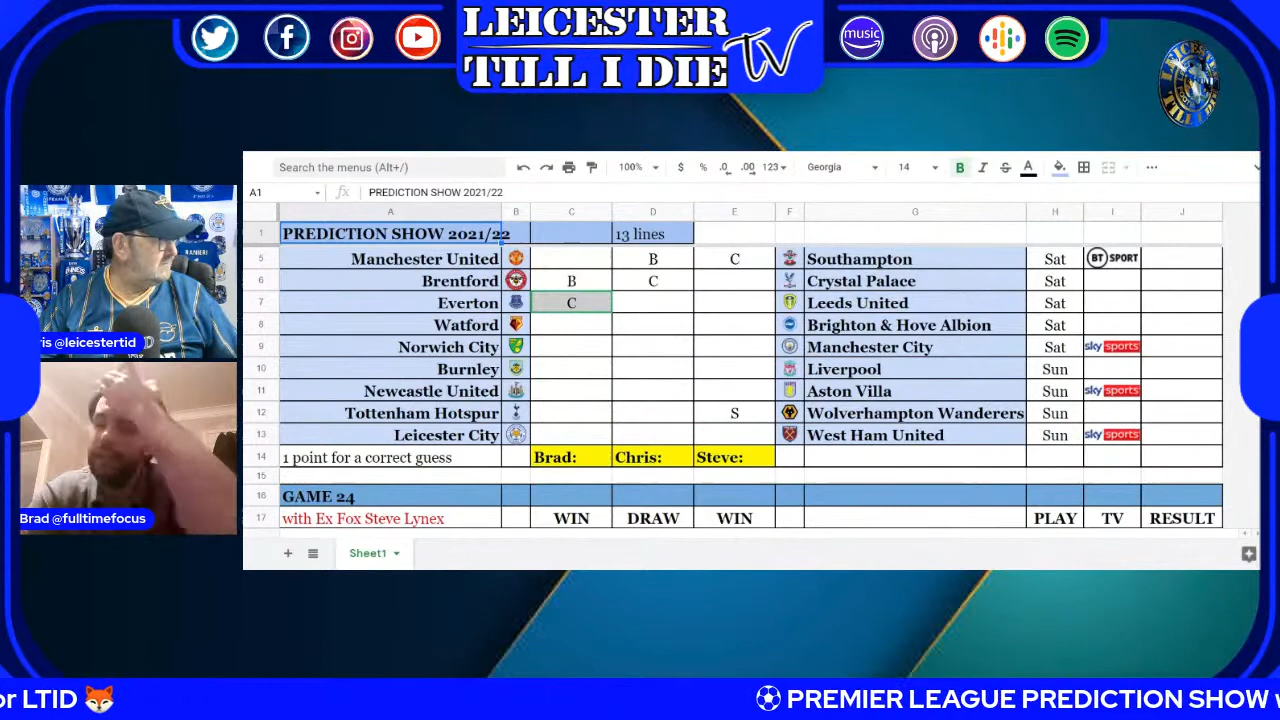 LEICESTER
TILL I DIE TV
music
LEICESTER
TILL I DIE
Search the menus (Alt+/)
100% $ % .0 .00 123 Georgia 14 B I S A
A1 fx PREDICTION SHOW 2021/22
A B C D E F G H I J
1 PREDICTION SHOW 2021/22 13 lines
5 Manchester United B C Southampton Sat BT SPORT
6 Brentford B C Crystal Palace Sat
7 Everton C Leeds United Sat
8 Watford Brighton & Hove Albion Sat
9 Norwich City Manchester City Sat sky sports
10 Burnley Liverpool Sun
11 Newcastle United Aston Villa Sun sky sports
12 Tottenham Hotspur S Wolverhampton Wanderers Sun
13 Leicester City West Ham United Sun sky sports
14 1 point for a correct guess Brad: Chris: Steve:
15
16 GAME 24
17 with Ex Fox Steve Lynex WIN DRAW WIN PLAY TV RESULT
+ Sheet1
RANIERI
ris @leicestertid
Brad @fulltimefocus
or LTID 🦊 ⚽ PREMIER LEAGUE PREDICTION SHOW